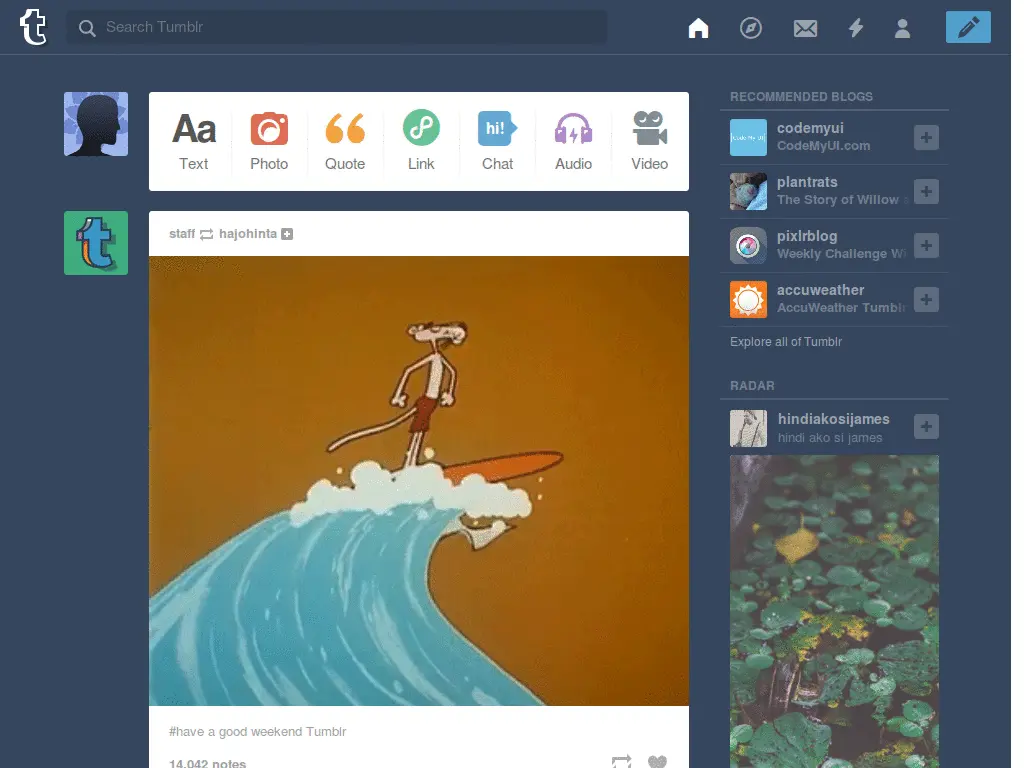 Search Tumblr
Aa
Text
Photo
Quote
Link
hi!
Chat
Audio
Video
staff hajohinta
#have a good weekend Tumblr
14,042 notes
RECOMMENDED BLOGS
codemyui
CodeMyUI.com
plantrats
The Story of Willow
pixlrblog
Weekly Challenge Wi
accuweather
AccuWeather Tumblr
Explore all of Tumblr
RADAR
hindiakosijames
hindi ako si james